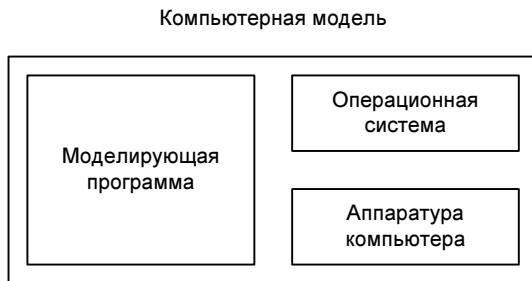 Компьютерная модель
Моделирующая
программа
Операционная
система
Аппаратура
компьютера